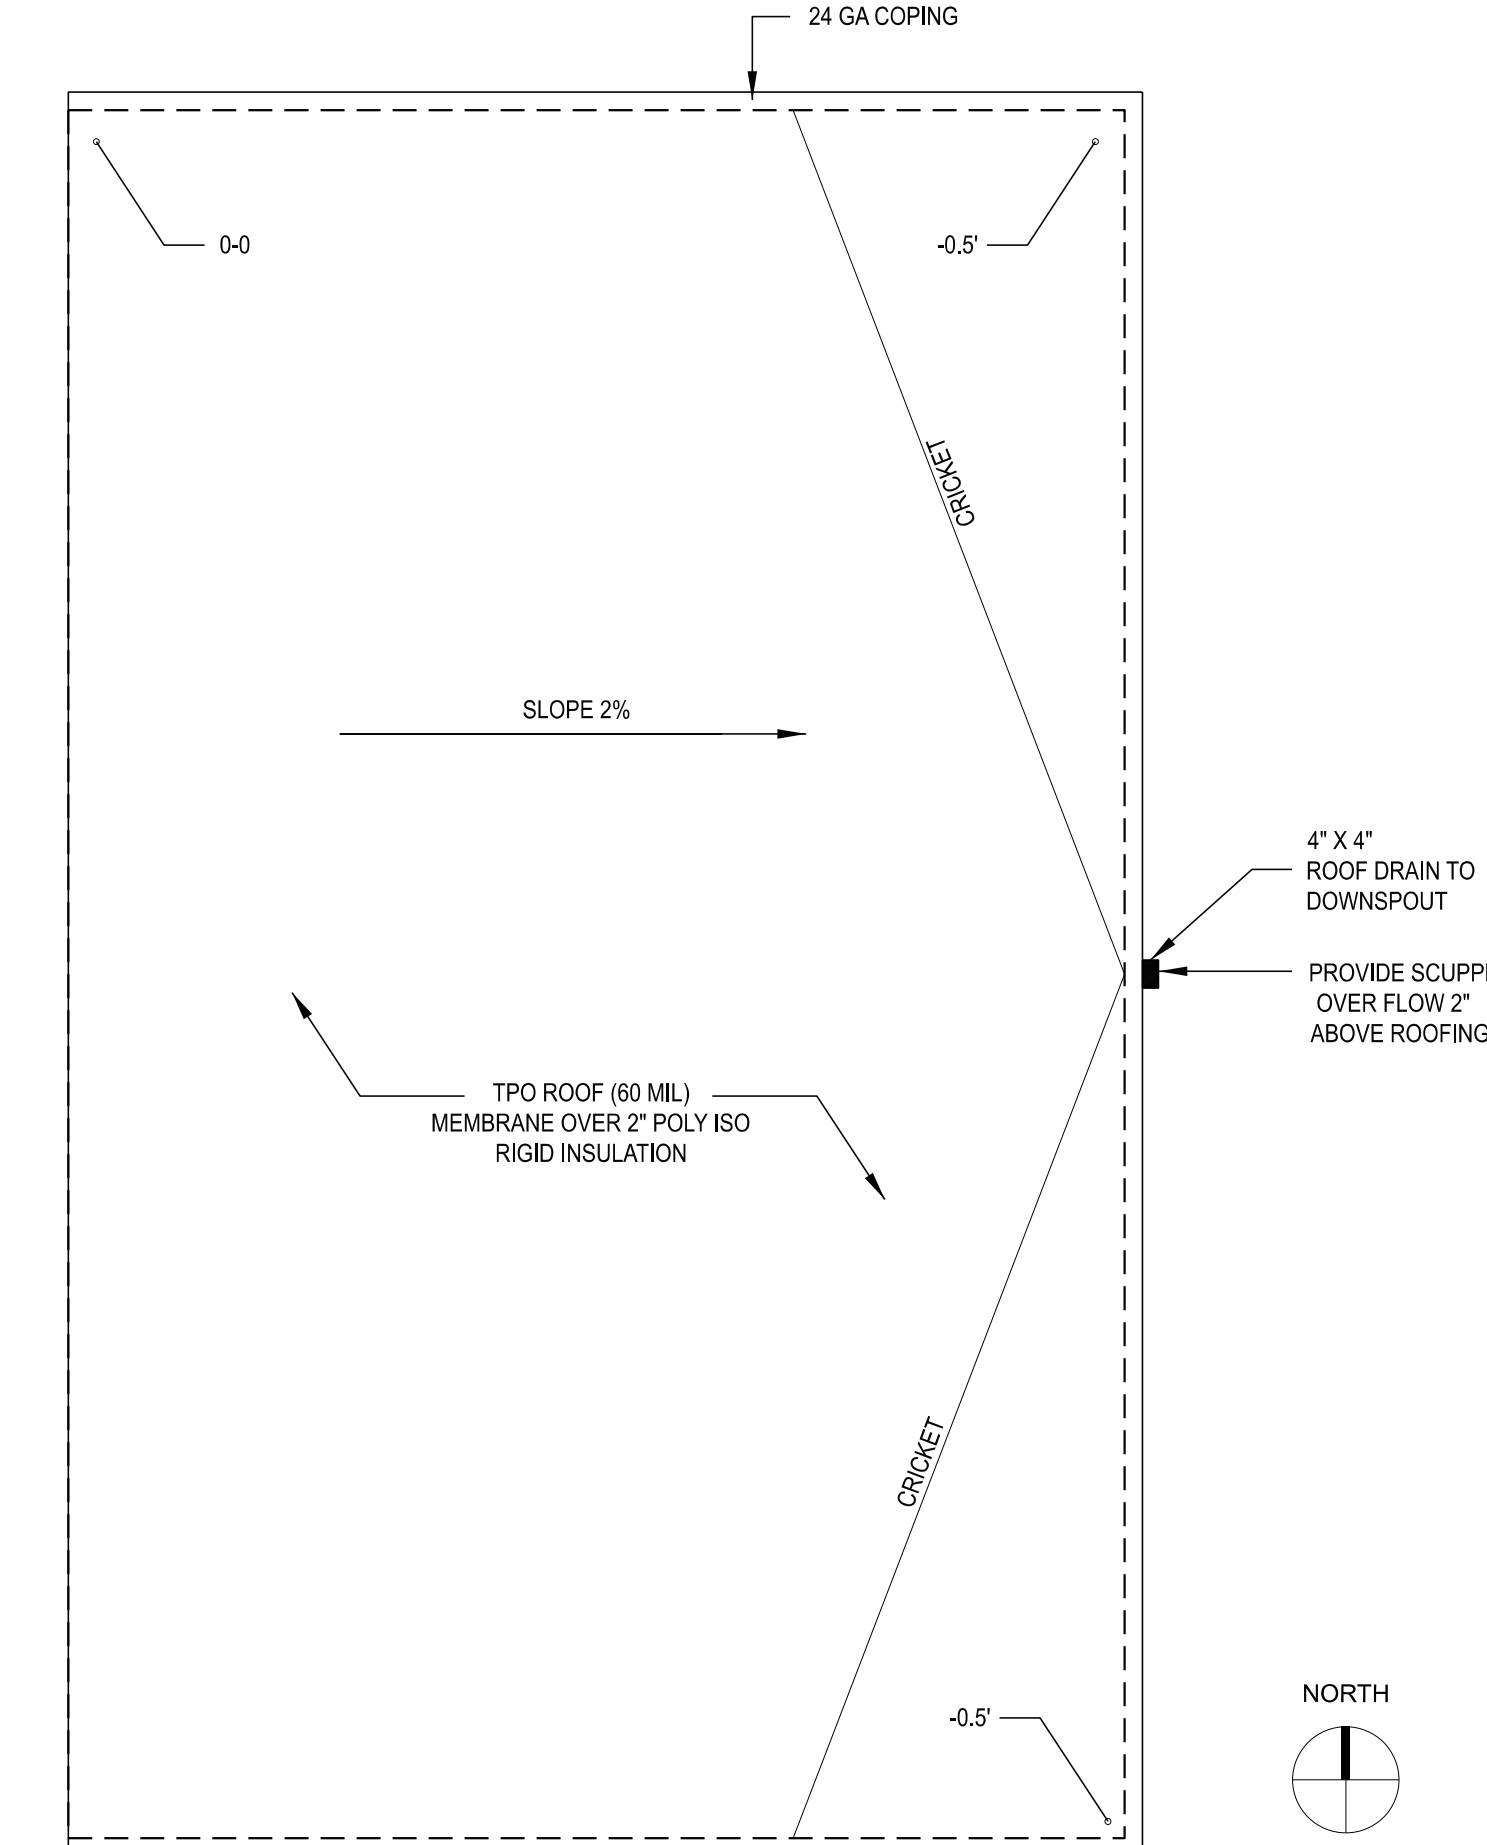 24 GA COPING
0-0
-0.5'
CRICKET
SLOPE 2%
4" X 4"
ROOF DRAIN TO
DOWNSPOUT
PROVIDE
OVER FLOW 2"
ABOVE ROOFING
TPO ROOF (60 MIL)
MEMBRANE OVER 2" POLY ISO
RIGID INSULATION
CRICKET
NORTH
-0.5'